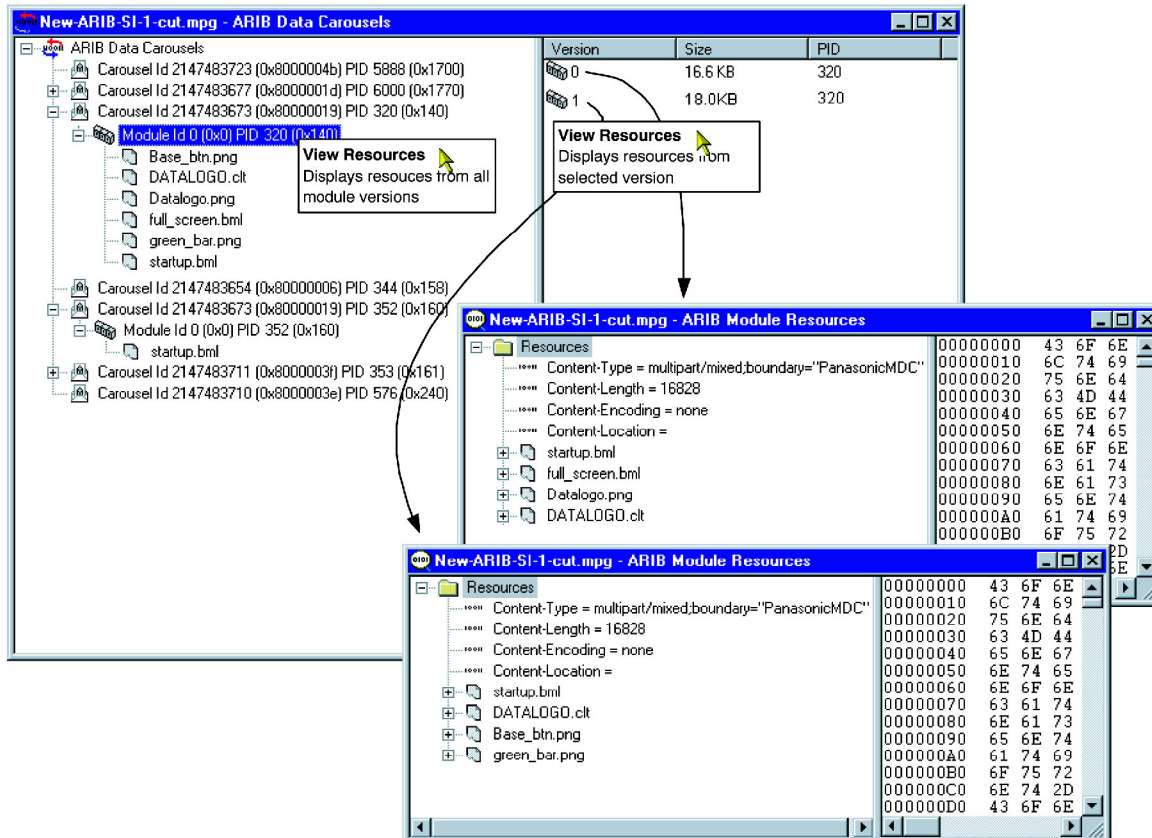 New-ARIB-SI-1-cut.mpg - ARIB Data Carousels
ARIB Data Carousels
Carousel Id 2147483723 (0x8000004b) PID 5888 (0x1700)
Carousel Id 2147483677 (0x8000001d) PID 6000 (0x1770)
Carousel Id 2147483673 (0x80000019) PID 320 (0x140)
Module Id 0 (0x0) PID 320 (0x140)
Base_btn.png
DATALOGO.clt
Datalogo.png
full_screen.bml
green_bar.png
startup.bml
Carousel Id 2147483654 (0x80000006) PID 344 (0x158)
Carousel Id 2147483673 (0x80000019) PID 352 (0x160)
Module Id 0 (0x0) PID 352 (0x160)
startup.bml
Carousel Id 2147483711 (0x8000003f) PID 353 (0x161)
Carousel Id 2147483710 (0x8000003e) PID 576 (0x240)
View Resources
Displays resouces from all
module versions
Version Size PID
0 16.6 KB 320
1 18.0KB 320
View Resources
Displays resources from
selected version
New-ARIB-SI-1-cut.mpg - ARIB Module Resources
Resources
Content-Type = multipart/mixed;boundary="PanasonicMDC"
Content-Length = 16828
Content-Encoding = none
Content-Location =
startup.bml
full_screen.bml
Datalogo.png
DATALOGO.clt
00000000 43 6F 6E
00000010 6C 74 69
00000020 75 6E 64
00000030 63 4D 44
00000040 65 6E 67
00000050 6E 74 65
00000060 6E 6F 6E
00000070 63 61 74
00000080 6E 61 73
00000090 65 6E 74
000000A0 61 74 69
000000B0 6F 75 72
2D
6E
New-ARIB-SI-1-cut.mpg - ARIB Module Resources
Resources
Content-Type = multipart/mixed;boundary="PanasonicMDC"
Content-Length = 16828
Content-Encoding = none
Content-Location =
startup.bml
DATALOGO.clt
Base_btn.png
green_bar.png
00000000 43 6F 6E
00000010 6C 74 69
00000020 75 6E 64
00000030 63 4D 44
00000040 65 6E 67
00000050 6E 74 65
00000060 6E 6F 6E
00000070 63 61 74
00000080 6E 61 73
00000090 65 6E 74
000000A0 61 74 69
000000B0 6F 75 72
000000C0 6E 74 2D
000000D0 43 6F 6E